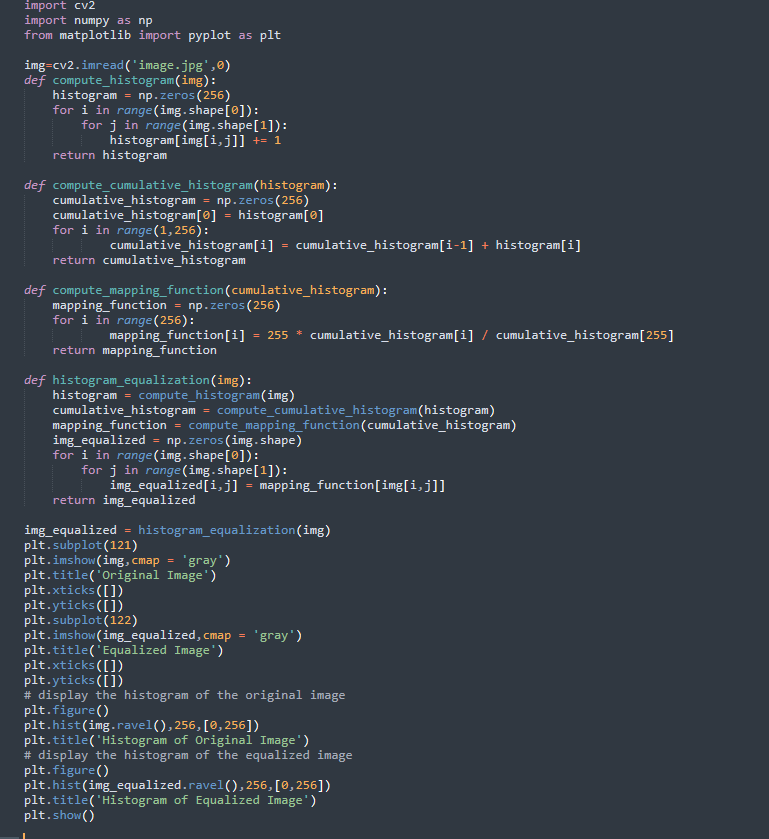 import cv2
import numpy as np
from matplotlib import pyplot as plt

img=cv2.imread('image.jpg',0)
def compute_histogram(img):
    histogram = np.zeros(256)
    for i in range(img.shape[0]):
        for j in range(img.shape[1]):
            histogram[img[i,j]] += 1
    return histogram

def compute_cumulative_histogram(histogram):
    cumulative_histogram = np.zeros(256)
    cumulative_histogram[0] = histogram[0]
    for i in range(1,256):
            cumulative_histogram[i] = cumulative_histogram[i-1] + histogram[i]
    return cumulative_histogram

def compute_mapping_function(cumulative_histogram):
    mapping_function = np.zeros(256)
    for i in range(256):
            mapping_function[i] = 255 * cumulative_histogram[i] / cumulative_histogram[255]
    return mapping_function

def histogram_equalization(img):
    histogram = compute_histogram(img)
    cumulative_histogram = compute_cumulative_histogram(histogram)
    mapping_function = compute_mapping_function(cumulative_histogram)
    img_equalized = np.zeros(img.shape)
    for i in range(img.shape[0]):
        for j in range(img.shape[1]):
            img_equalized[i,j] = mapping_function[img[i,j]]
    return img_equalized

img_equalized = histogram_equalization(img)
plt.subplot(121)
plt.imshow(img,cmap = 'gray')
plt.title('Original Image')
plt.xticks([])
plt.yticks([])
plt.subplot(122)
plt.imshow(img_equalized,cmap = 'gray')
plt.title('Equalized Image')
plt.xticks([])
plt.yticks([])
# display the histogram of the original image
plt.figure()
plt.hist(img.ravel(),256,[0,256])
plt.title('Histogram of Original Image')
# display the histogram of the equalized image
plt.figure()
plt.hist(img_equalized.ravel(),256,[0,256])
plt.title('Histogram of Equalized Image')
plt.show()